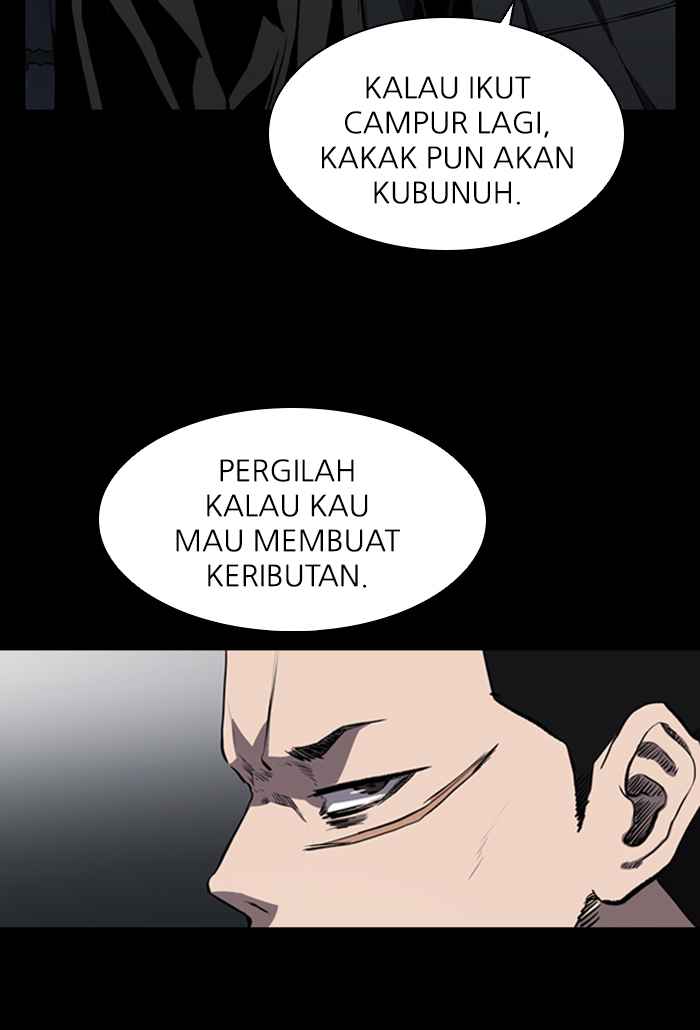 KALAU IKUT
CAMPUR LAGI,
KAKAK PUN AKAN
KUBUNUH.
PERGILAH
KALAU KAU
MAU MEMBUAT
KERIBUTAN.